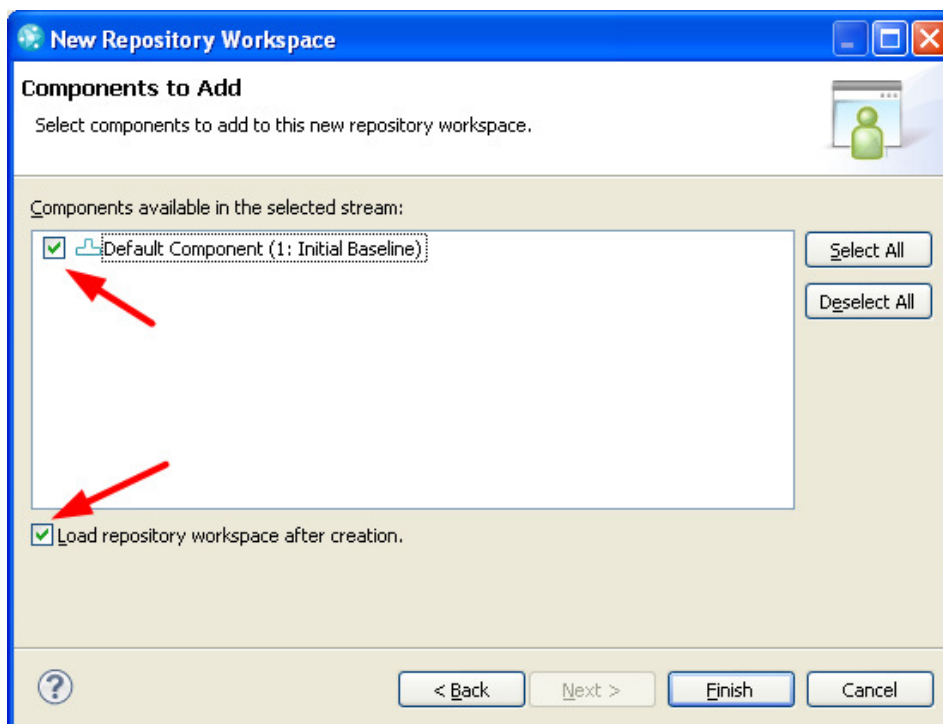 New Repository Workspace
Components to Add
Select components to add to this new repository workspace.
Components available in the selected stream:
Default Component (1: Initial Baseline)
Select All
Deselect All
Load repository workspace after creation.
?
< Back
Next >
Finish
Cancel